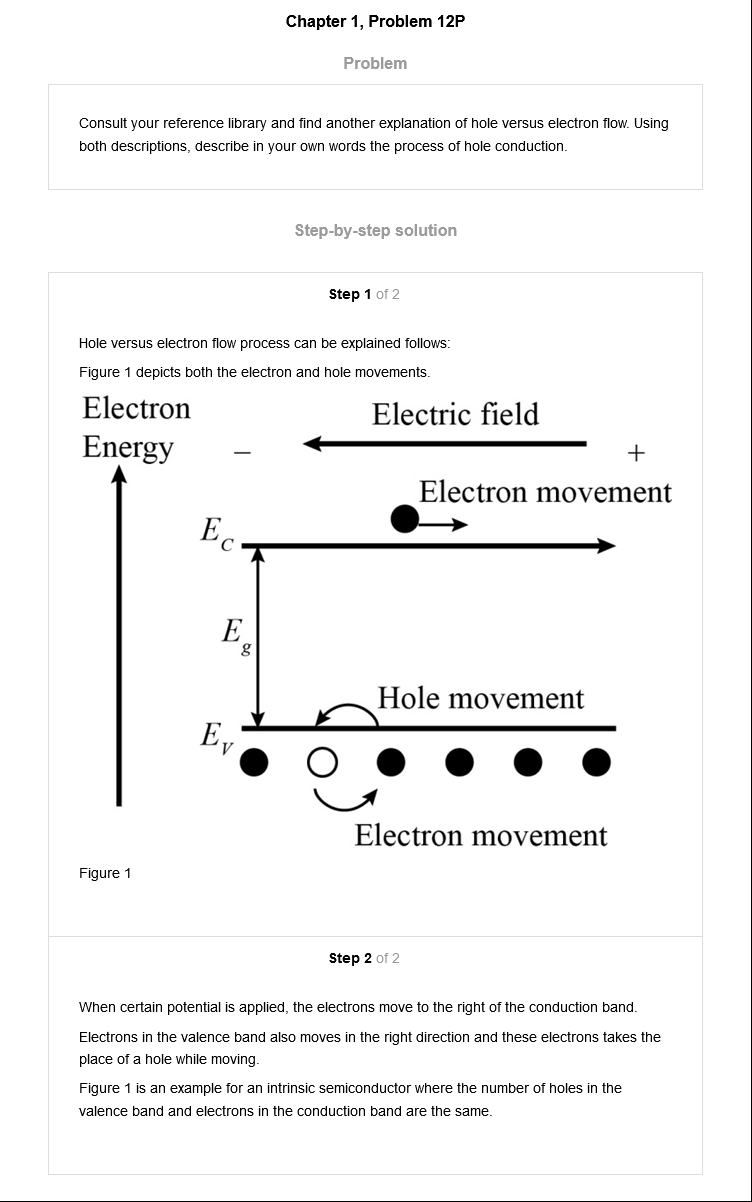 Chapter 1, Problem 12P
Problem
Consult your reference library and find another explanation of hole versus electron flow. Using
both descriptions, describe in your own words the process of hole conduction.
Step-by-step solution
Step 1 of 2
Hole versus electron flow process can be explained follows:
Figure 1 depicts both the electron and hole movements.
Electron
Energy
Electric field
−
+
Electron movement
E_C
E_g
Hole movement
E_V
Electron movement
Figure 1
Step 2 of 2
When certain potential is applied, the electrons move to the right of the conduction band.
Electrons in the valence band also moves in the right direction and these electrons takes the
place of a hole while moving.
Figure 1 is an example for an intrinsic semiconductor where the number of holes in the
valence band and electrons in the conduction band are the same.